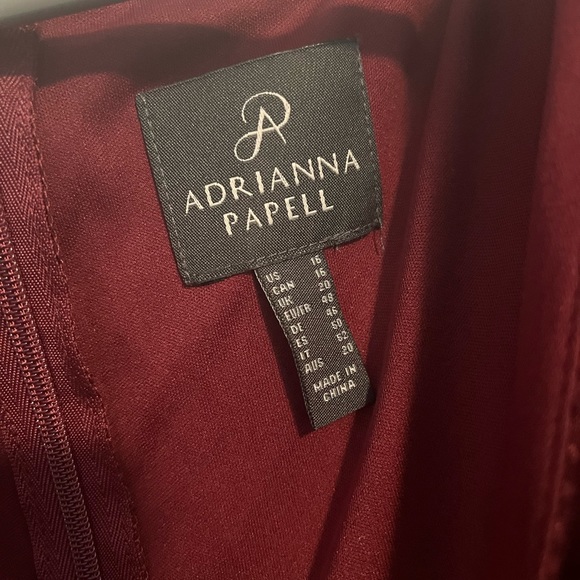 AP
ADRIANNA
PAPELL
US 16
CAN 16
UK 20
EU/FR 48
DE 46
ES 50
IT 52
AUS 20
MADE IN
CHINA